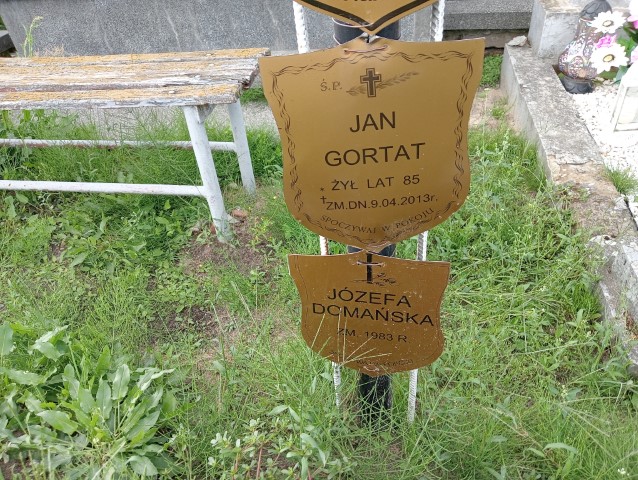 Ś.P.
JAN
GORTAT
ŻYŁ LAT 85
ZM.DN.9.04.2013r.
SPOCZYWAJ W POKOJU
JÓZEFA
DOMAŃSKA
ZM. 1983 R